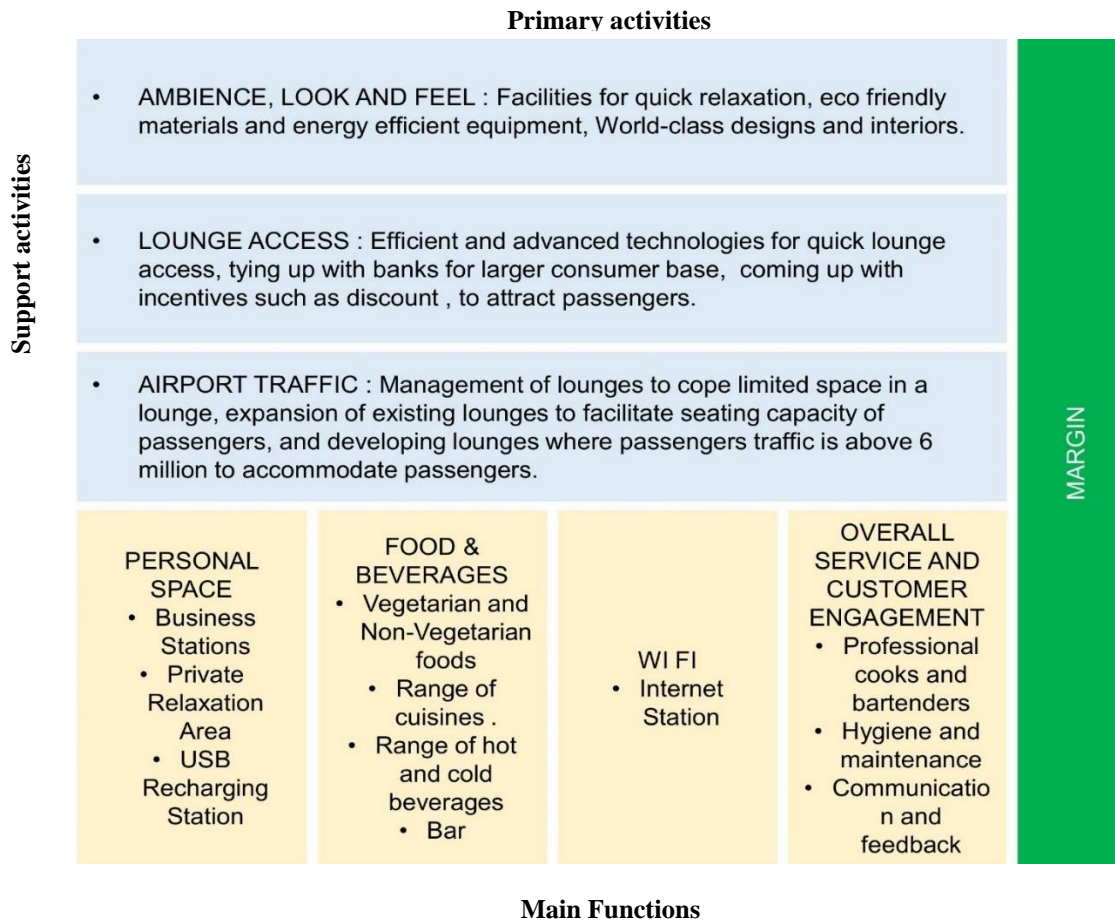 Primary activities
Support activities
• AMBIENCE, LOOK AND FEEL : Facilities for quick relaxation, eco friendly
materials and energy efficient equipment, World-class designs and interiors.
• LOUNGE ACCESS : Efficient and advanced technologies for quick lounge
access, tying up with banks for larger consumer base, coming up with
incentives such as discount , to attract passengers.
• AIRPORT TRAFFIC : Management of lounges to cope limited space in a
lounge, expansion of existing lounges to facilitate seating capacity of
passengers, and developing lounges where passengers traffic is above 6
million to accommodate passengers.
PERSONAL
SPACE
• Business
Stations
• Private
Relaxation
Area
• USB
Recharging
Station
FOOD &
BEVERAGES
• Vegetarian and
Non-Vegetarian
foods
• Range of
cuisines .
• Range of hot
and cold
beverages
• Bar
WI FI
• Internet
Station
OVERALL
SERVICE AND
CUSTOMER
ENGAGEMENT
• Professional
cooks and
bartenders
• Hygiene and
maintenance
• Communicatio
n and
feedback
MARGIN
Main Functions